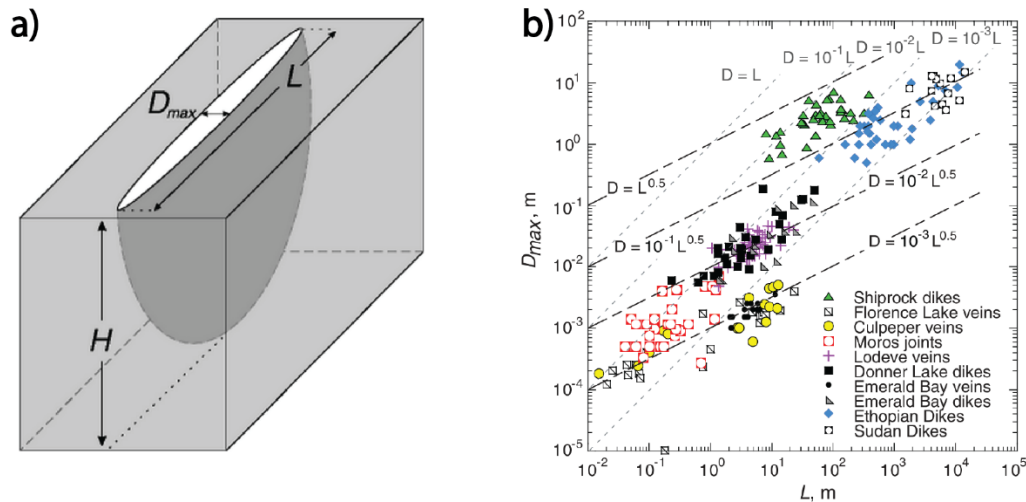 a)
L
Dmax
H
b)
10²
10¹
10⁰
10⁻¹
10⁻²
10⁻³
10⁻⁴
10⁻⁵
Dmax, m
D = L
D = 10⁻¹L
D = 10⁻²L
D = 10⁻³L
D = L⁰·⁵
D = 10⁻¹ L⁰·⁵
D = 10⁻² L⁰·⁵
D = 10⁻³ L⁰·⁵
Shiprock dikes
Florence Lake veins
Culpeper veins
Moros joints
Lodeve veins
Donner Lake dikes
Emerald Bay veins
Emerald Bay dikes
Ethopian Dikes
Sudan Dikes
10⁻² 10⁻¹ 10⁰ 10¹ 10² 10³ 10⁴ 10⁵
L, m